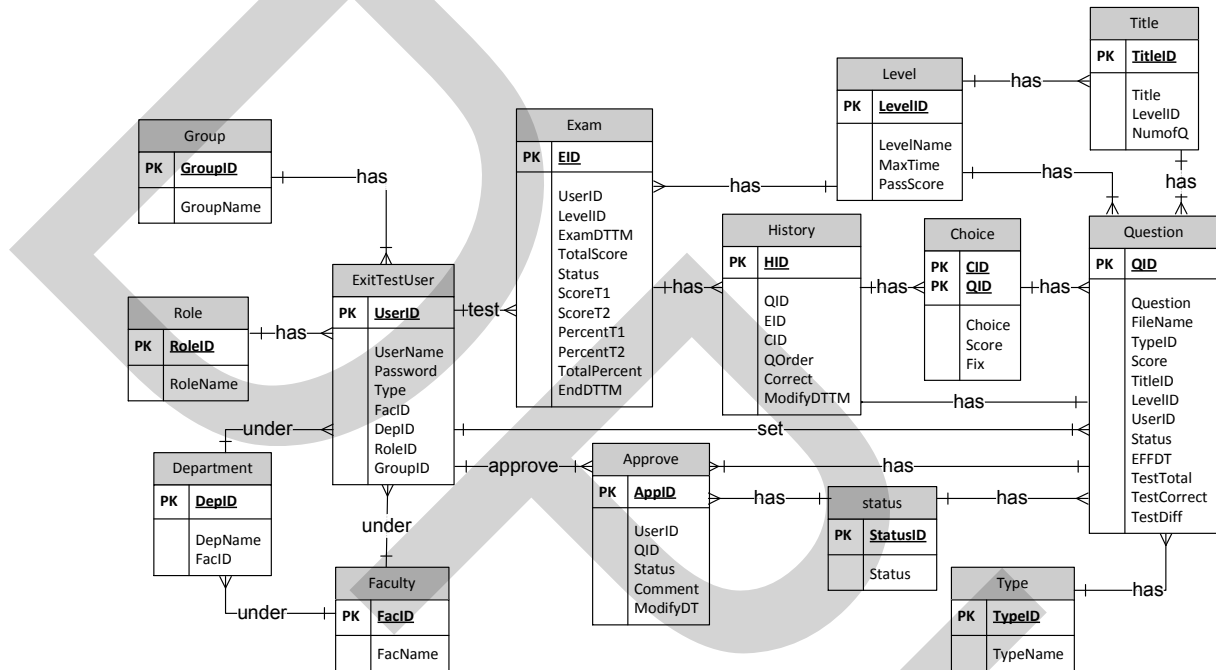 Title
PK TitleID
Title
LevelID
NumofQ
Level
PK LevelID
LevelName
MaxTime
PassScore
has
has
has
has
Group
PK GroupID
GroupName
has
Exam
PK EID
UserID
LevelID
ExamDTTM
TotalScore
Status
ScoreT1
ScoreT2
PercentT1
PercentT2
TotalPercent
EndDTTM
History
PK HID
QID
EID
CID
QOrder
Correct
ModifyDTTM
Choice
PK CID
PK QID
Choice
Score
Fix
Question
PK QID
Question
FileName
TypeID
Score
TitleID
LevelID
UserID
Status
EFFDT
TestTotal
TestCorrect
TestDiff
has
has
has
has
ExitTestUser
PK UserID
UserName
Password
Type
FacID
DepID
RoleID
GroupID
test
Role
PK RoleID
RoleName
has
under
set
approve
has
has
has
Department
PK DepID
DepName
FacID
under
under
Approve
PK AppID
UserID
QID
Status
Comment
ModifyDT
status
PK StatusID
Status
Faculty
PK FacID
FacName
Type
PK TypeID
TypeName
has